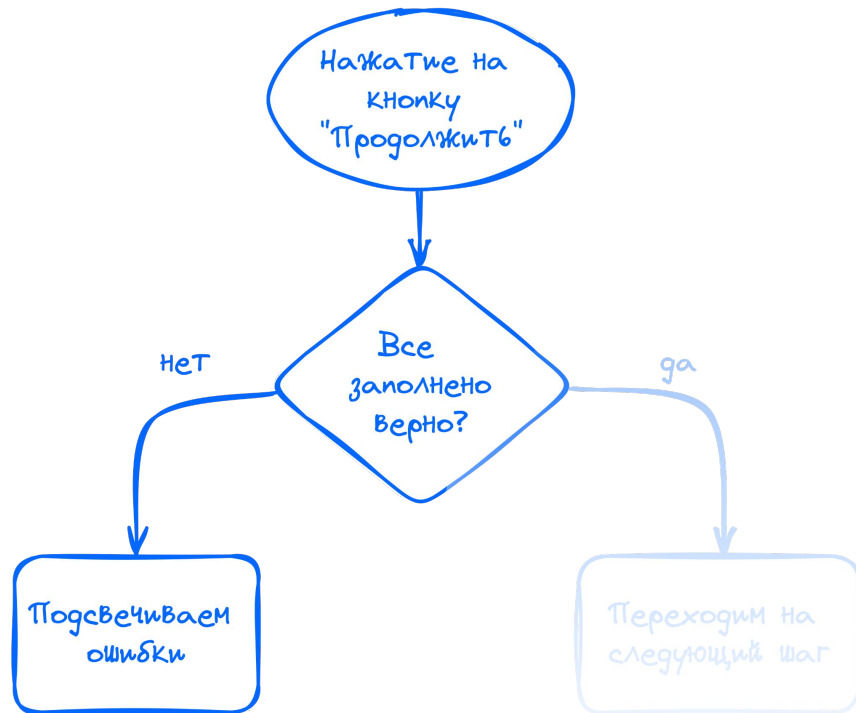 Нажатие на
кнопку
"Продолжить"
Все
заполнено
верно?
нет
да
Подсвечиваем
ошибки
Переходим на
следующий шаг